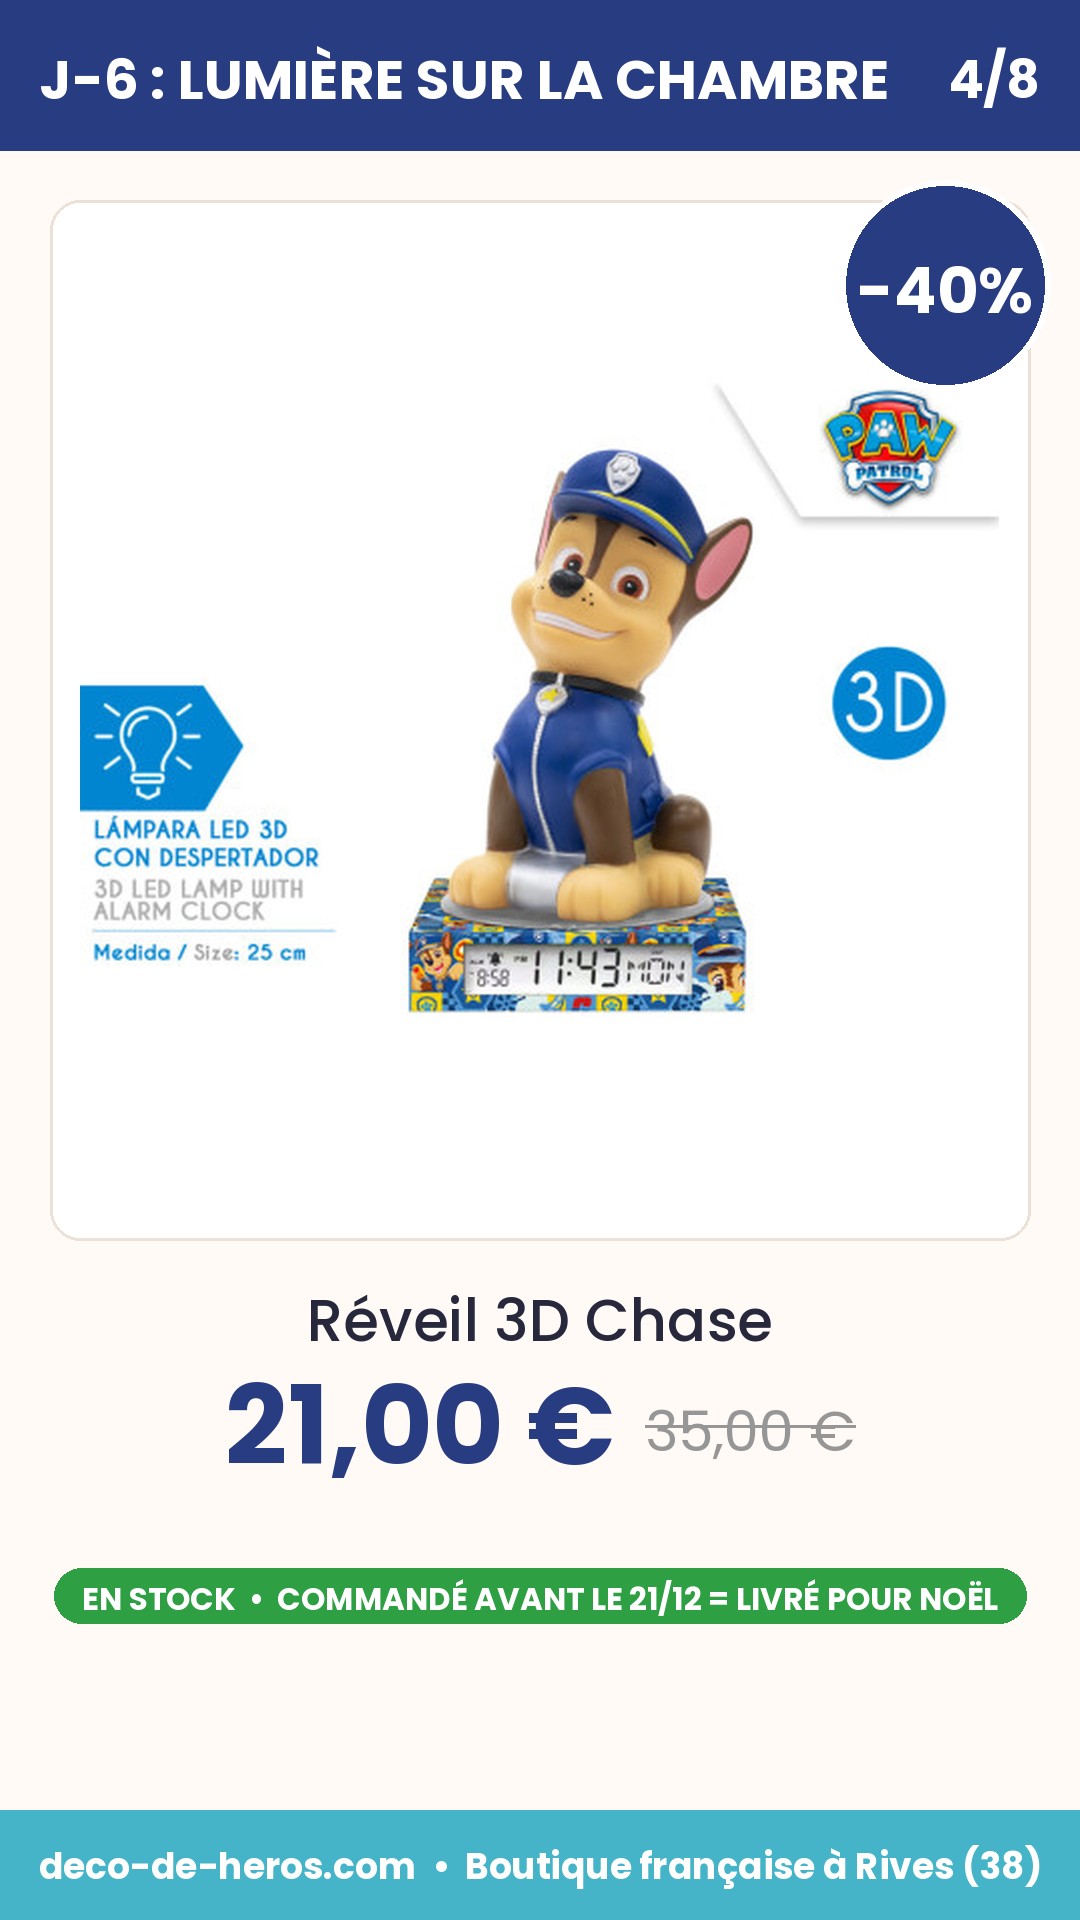 J-6 : LUMIÈRE SUR LA CHAMBRE 4/8
-40%
PAW
PATROL
3D
LÁMPARA LED 3D
CON DESPERTADOR
3D LED LAMP WITH
ALARM CLOCK
Medida / Size: 25 cm
8:58 PM 11:43 MON
Réveil 3D Chase
21,00 € 35,00 €
EN STOCK • COMMANDÉ AVANT LE 21/12 = LIVRÉ POUR NOËL
deco-de-heros.com • Boutique française à Rives (38)